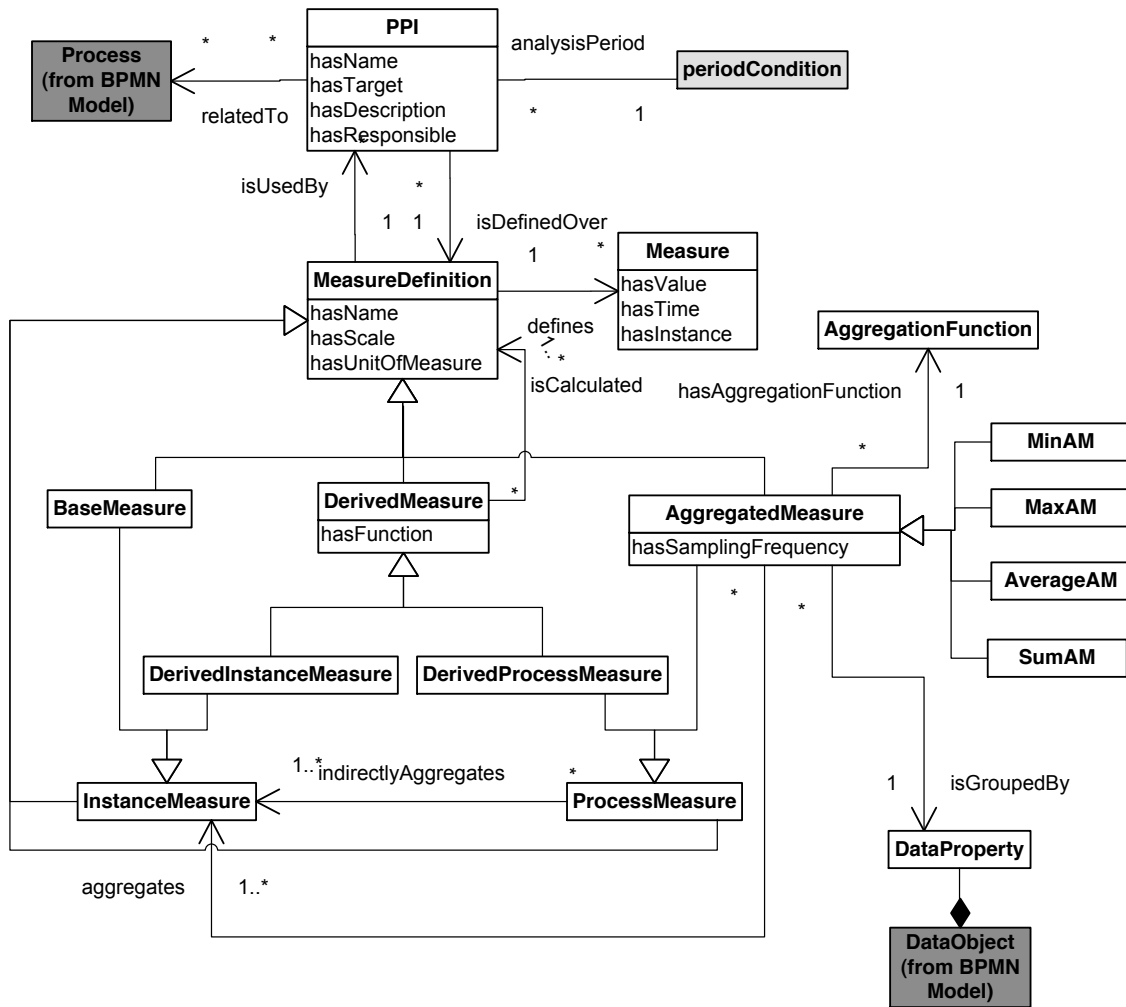 PPI
hasName
hasTarget
hasDescription
hasResponsible
*
*
*
Process
(from BPMN
Model)
relatedTo
analysisPeriod
periodCondition
*
1
isUsedBy
*
1
1
isDefinedOver
MeasureDefinition
hasName
hasScale
hasUnitOfMeasure
1
*
Measure
hasValue
hasTime
hasInstance
defines
1..*
isCalculated
AggregationFunction
hasAggregationFunction
1
*
MinAM
MaxAM
AverageAM
SumAM
BaseMeasure
DerivedMeasure
hasFunction
*
AggregatedMeasure
hasSamplingFrequency
*
*
DerivedInstanceMeasure
DerivedProcessMeasure
1..*
indirectlyAggregates
*
InstanceMeasure
ProcessMeasure
1
isGroupedBy
DataProperty
aggregates
1..*
DataObject
(from BPMN
Model)